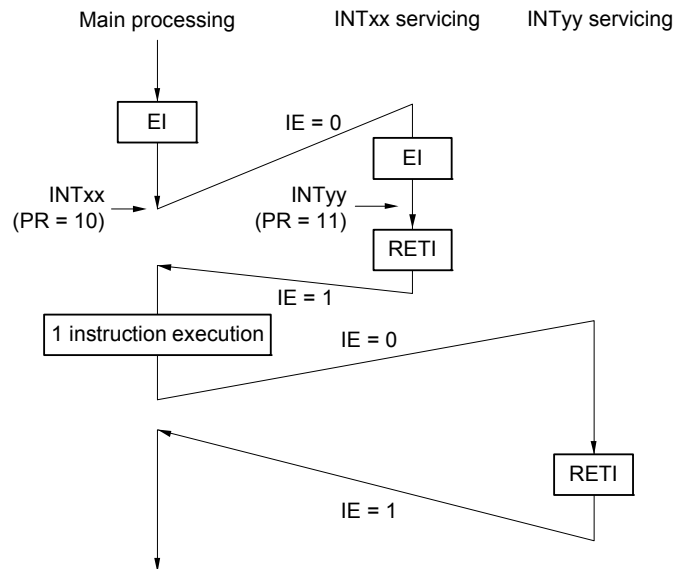 Main processing
INTxx servicing
INTyy servicing
EI
IE = 0
EI
INTxx
(PR = 10)
INTyy
(PR = 11)
RETI
IE = 1
1 instruction execution
IE = 0
RETI
IE = 1